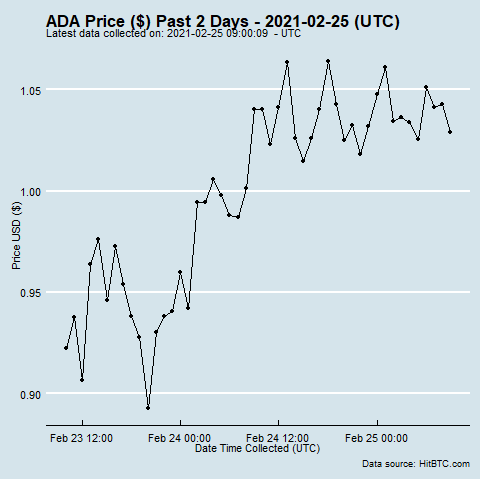 ADA Price ($) Past 2 Days - 2021-02-25 (UTC)
Latest data collected on: 2021-02-25 09:00:09 - UTC
1.05
1.00
0.95
0.90
Price USD ($)
Feb 23 12:00
Feb 24 00:00
Feb 24 12:00
Feb 25 00:00
Date Time Collected (UTC)
Data source: HitBTC.com